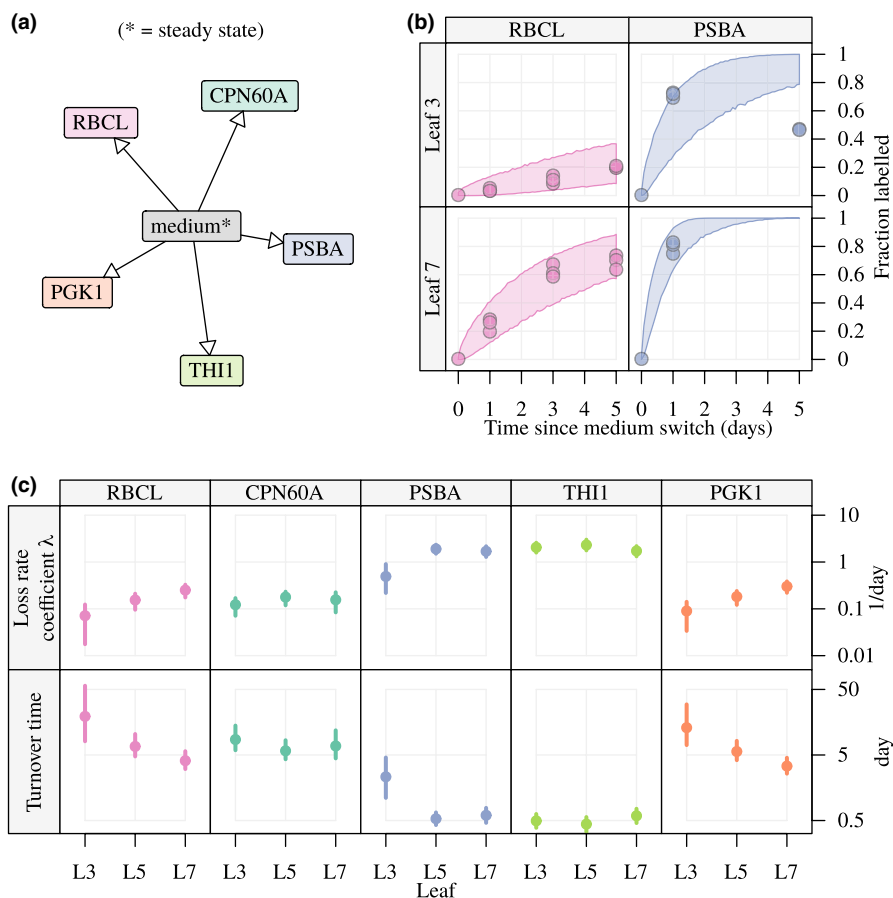 (a)
(* = steady state)
CPN60A
RBCL
medium*
PSBA
PGK1
THI1
(b)
RBCL PSBA
Leaf 3
1
0.8
0.6
0.4
0.2
0
Leaf 7
1
0.8
0.6
0.4
0.2
0
Fraction labelled
0 1 2 3 4 5 0 1 2 3 4 5
Time since medium switch (days)
(c)
RBCL CPN60A PSBA THI1 PGK1
Loss rate
coefficient λ
10
1
0.1
0.01
1/day
Turnover time
50
5
0.5
day
L3 L5 L7 L3 L5 L7 L3 L5 L7 L3 L5 L7 L3 L5 L7
Leaf